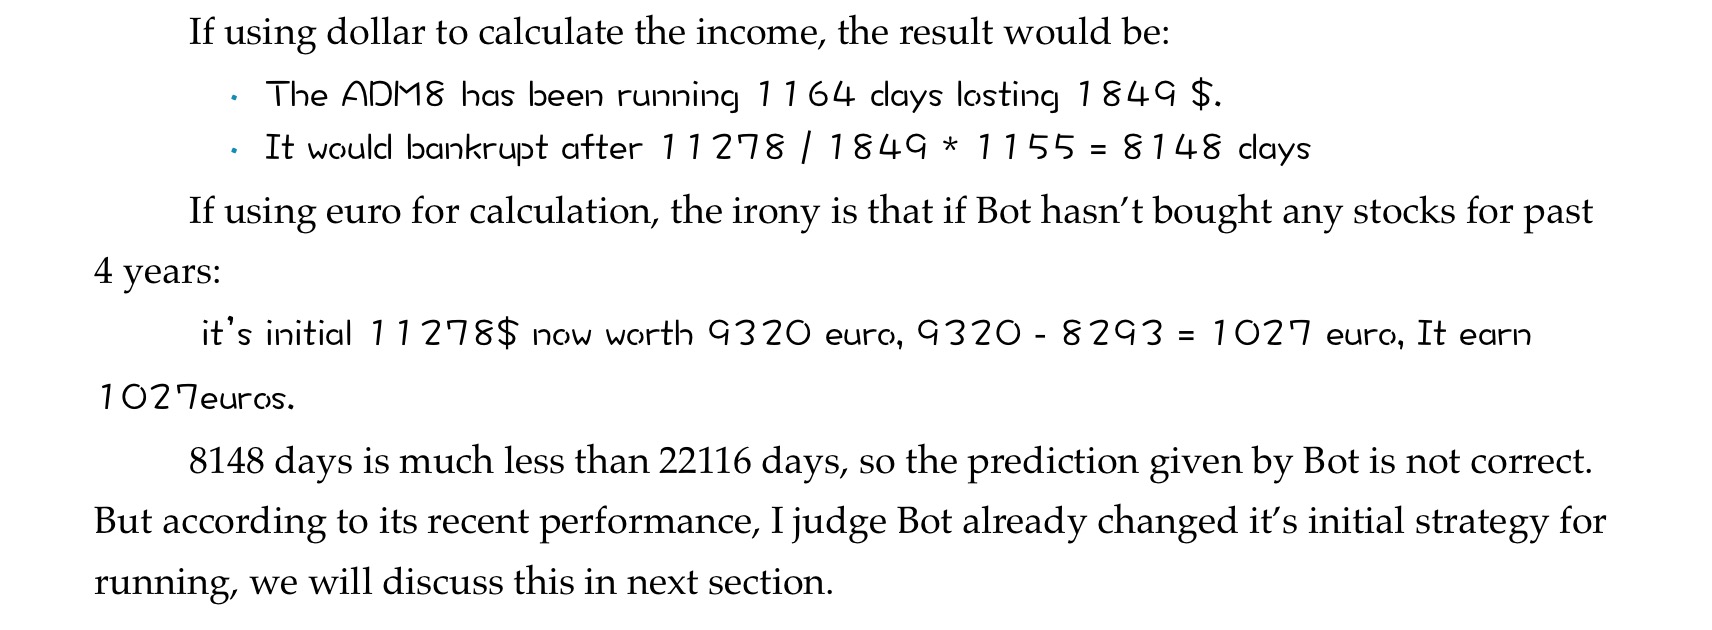 If using dollar to calculate the income, the result would be:
· The ADM8 has been running 1164 days losting 1849 $.
· It would bankrupt after 11278 / 1849 * 1155 = 8148 days
If using euro for calculation, the irony is that if Bot hasn’t bought any stocks for past
4 years:
it’s initial 11278$ now worth 9320 euro, 9320 - 8293 = 1027 euro, It earn
1027euros.
8148 days is much less than 22116 days, so the prediction given by Bot is not correct.
But according to its recent performance, I judge Bot already changed it’s initial strategy for
running, we will discuss this in next section.